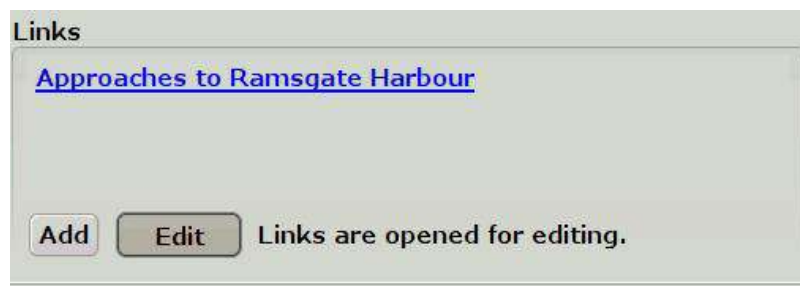 Links
Approaches to Ramsgate Harbour
Add Edit Links are opened for editing.